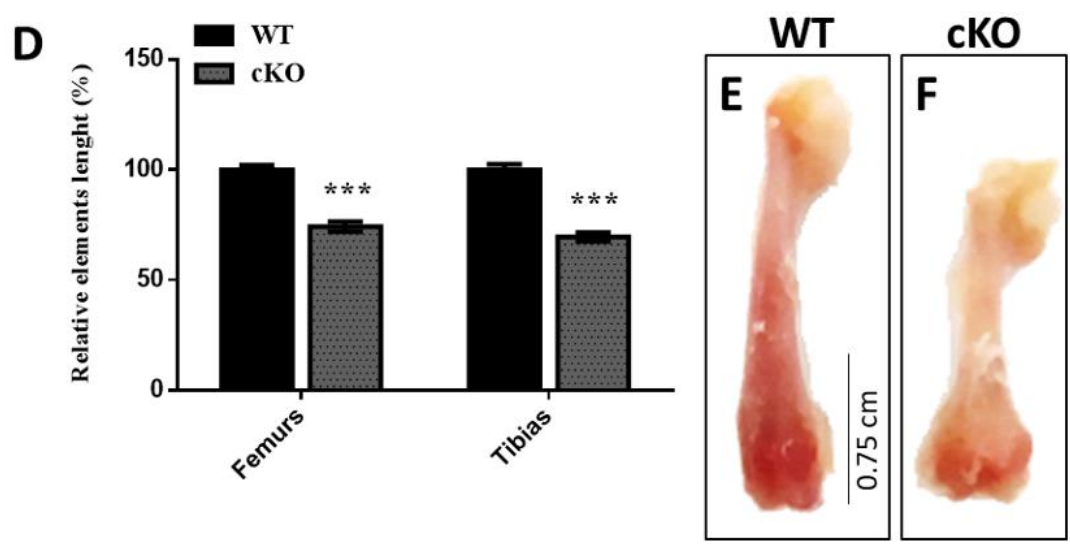 D
WT
cKO
Relative elements lenght (%)
150
100
50
0
***
***
Femurs
Tibias
WT
cKO
E
F
0.75 cm